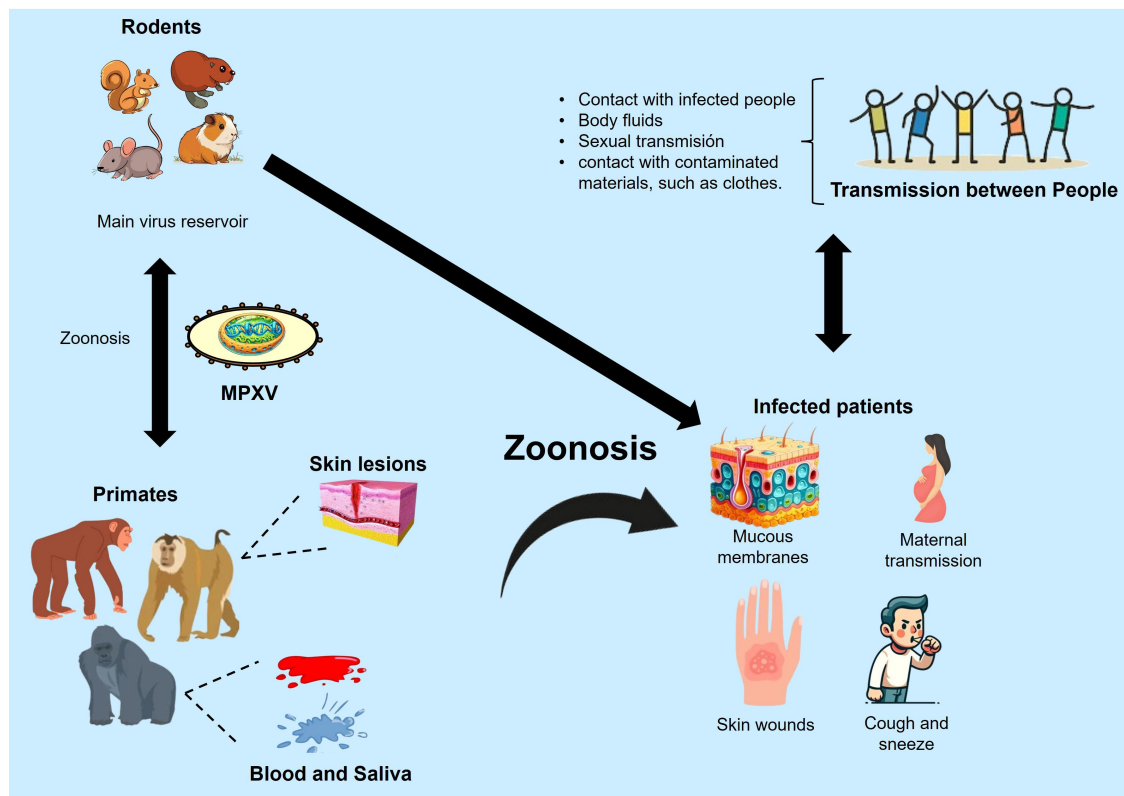 Rodents
Main virus reservoir
Zoonosis
MPXV
Primates
Skin lesions
Blood and Saliva
Zoonosis
• Contact with infected people
• Body fluids
• Sexual transmisión
• contact with contaminated
materials, such as clothes.
Transmission between People
Infected patients
Mucous
membranes
Maternal
transmission
Skin wounds
Cough and
sneeze